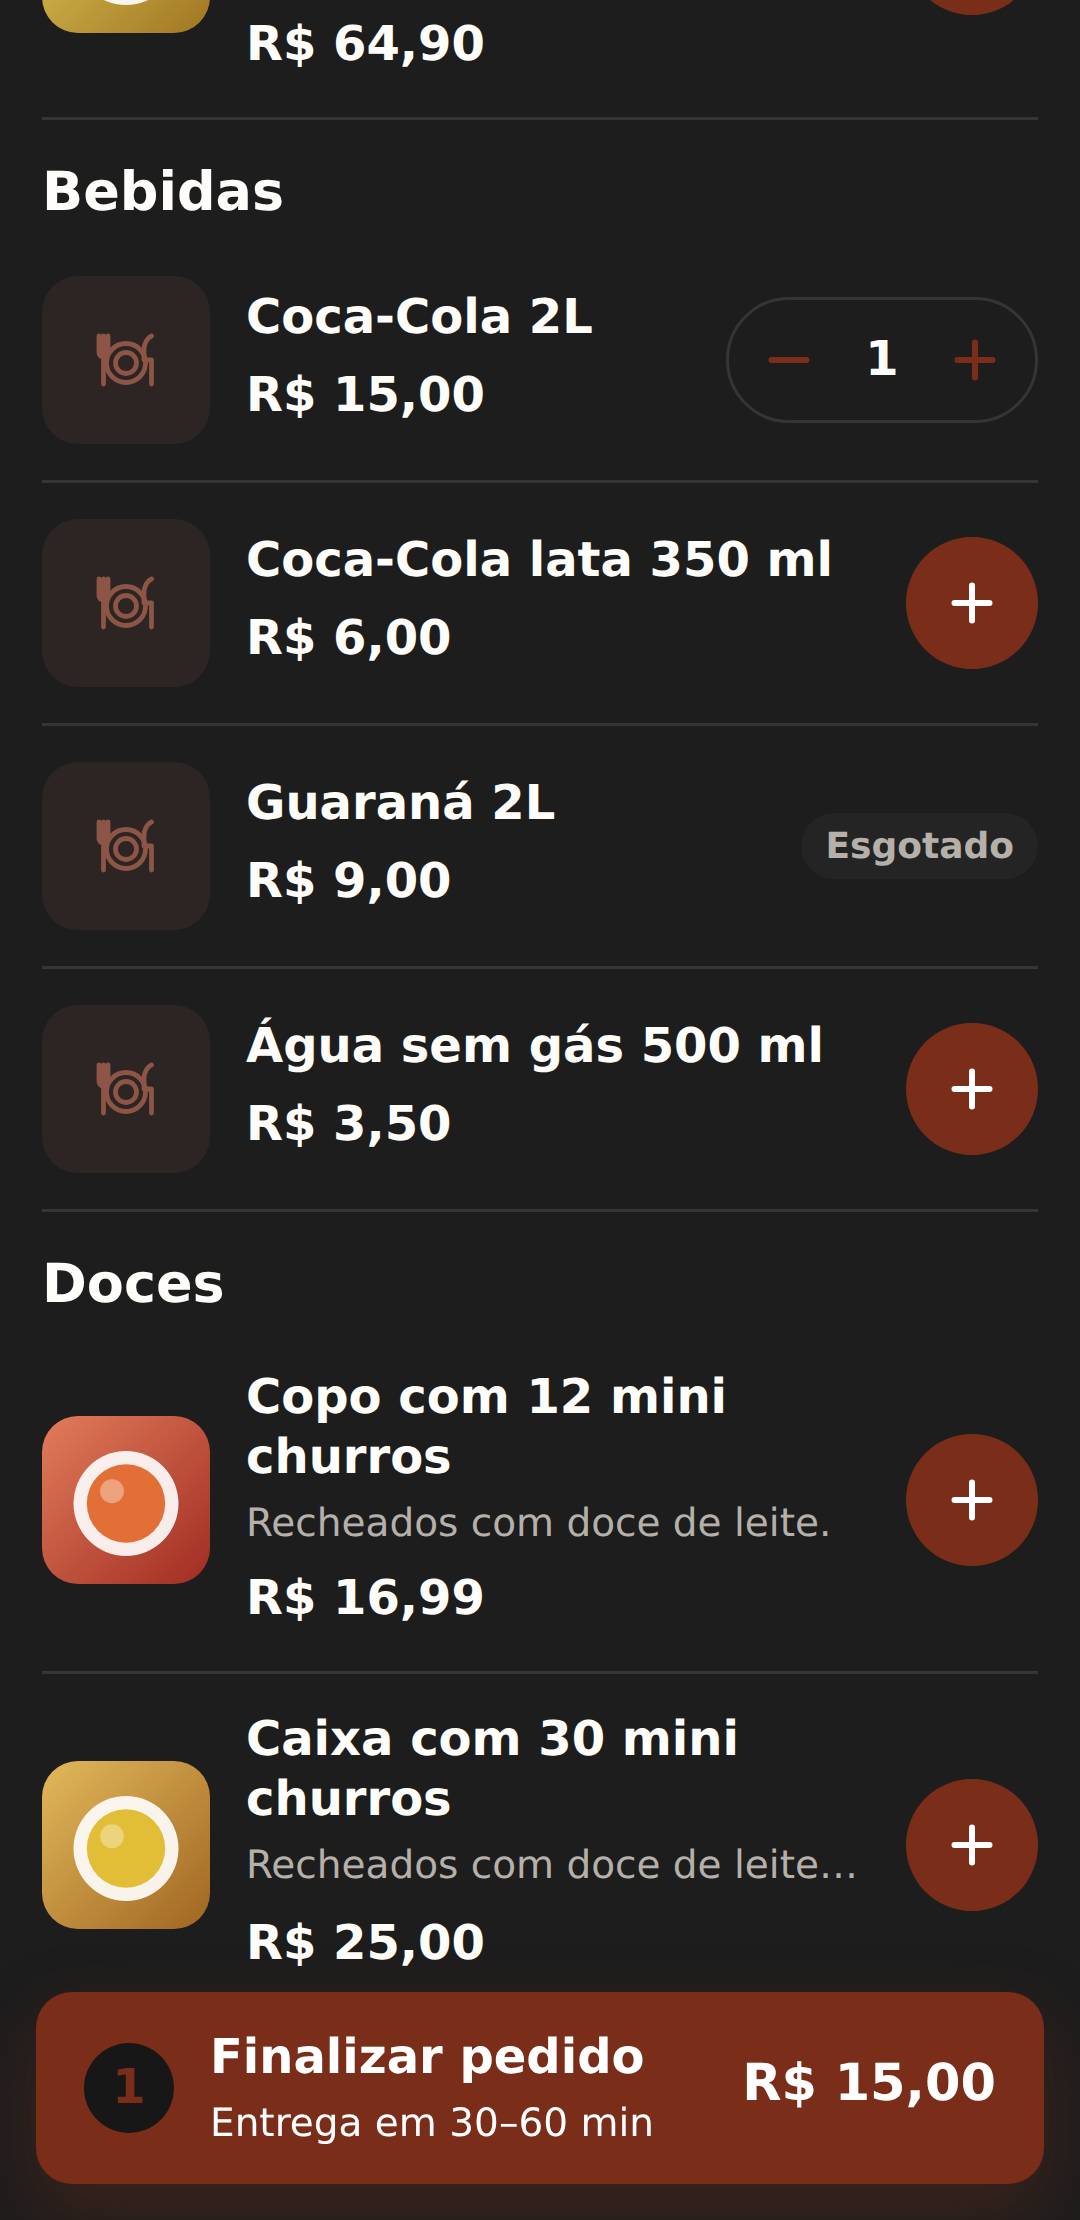 R$ 64,90
Bebidas
Coca-Cola 2L
R$ 15,00
1
Coca-Cola lata 350 ml
R$ 6,00
Guaraná 2L
R$ 9,00
Esgotado
Água sem gás 500 ml
R$ 3,50
Doces
Copo com 12 mini
churros
Recheados com doce de leite.
R$ 16,99
Caixa com 30 mini
churros
Recheados com doce de leite...
R$ 25,00
1
Finalizar pedido
Entrega em 30–60 min
R$ 15,00